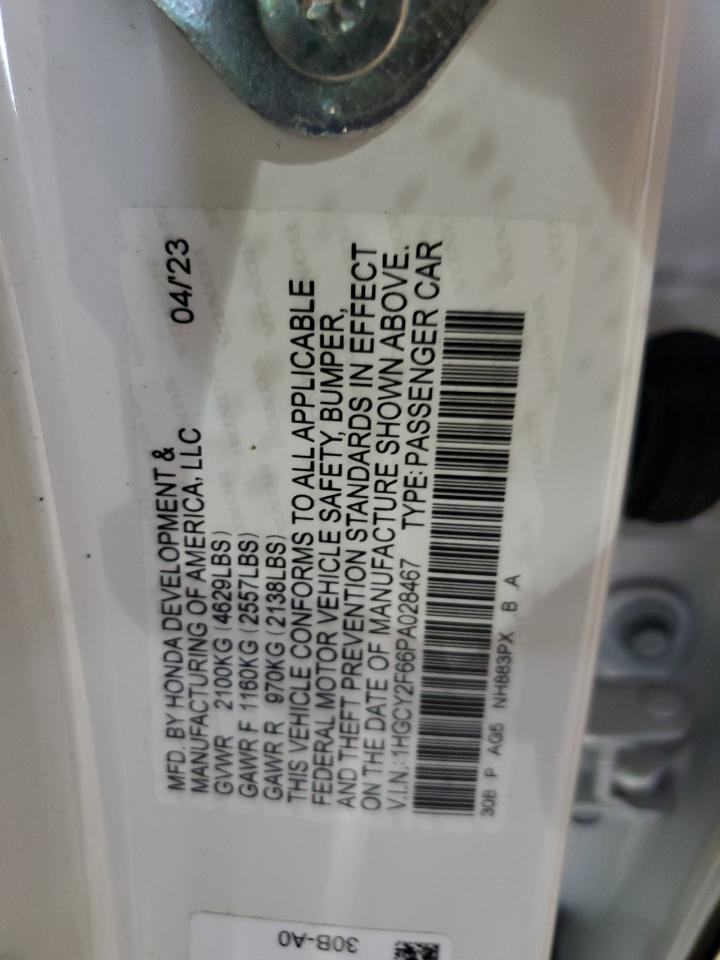 MFD. BY HONDA DEVELOPMENT &
MANUFACTURING OF AMERICA, LLC 04/'23
GVWR 2100KG (4629LBS)
GAWR F 1160KG (2557LBS)
GAWR R 970KG (2138LBS)
THIS VEHICLE CONFORMS TO ALL APPLICABLE
FEDERAL MOTOR VEHICLE SAFETY, BUMPER,
AND THEFT PREVENTION STANDARDS IN EFFECT
ON THE DATE OF MANUFACTURE SHOWN ABOVE.
V.I.N.: 1HGCY2F66PA028467 TYPE: PASSENGER CAR
30B P AG5 NH883PX B A
30B-A0
HONDA